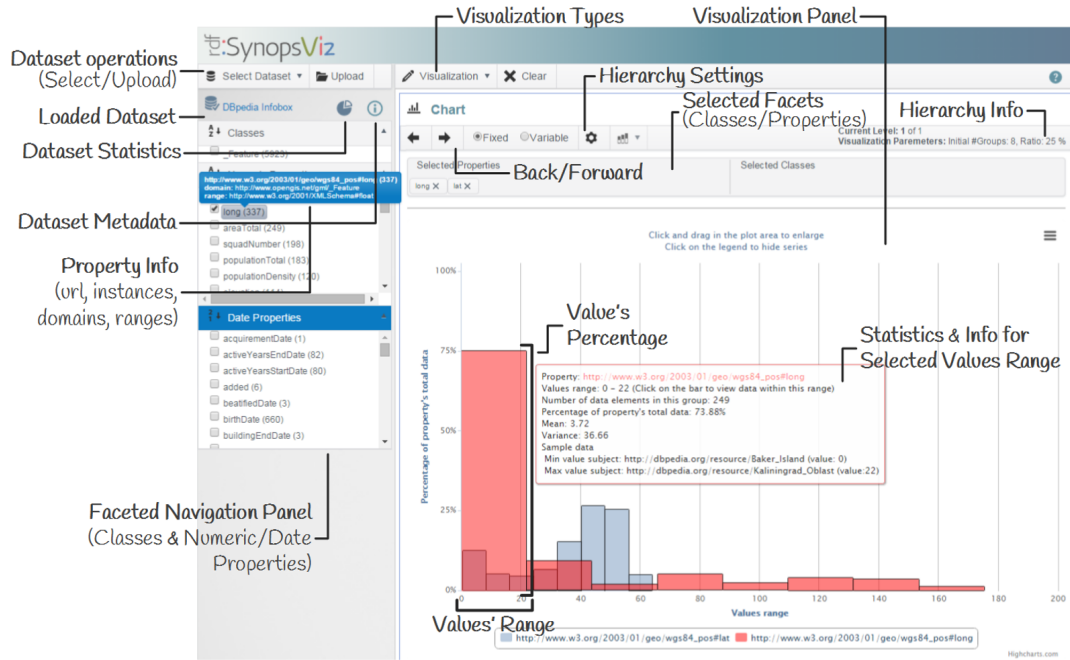 Visualization Types
Visualization Panel
rdf:SynopsViz
Dataset operations
(Select/Upload)
Select Dataset
Upload
Visualization
Clear
Hierarchy Settings
Selected Facets
(Classes/Properties)
Hierarchy Info
Loaded Dataset
DBpedia Infobox
Chart
Dataset Statistics
Classes
_Feature (3923)
Fixed
Variable
Current Level: 1 of 1
Visualization Paremeters: Initial #Groups: 8, Ratio: 25 %
Back/Forward
Selected Properties
long
lat
Selected Classes
http://www.w3.org/2003/01/geo/wgs84_pos#long (337)
domain: http://www.opengis.net/gml/_Feature
range: http://www.w3.org/2001/XMLSchema#float
Dataset Metadata
long (337)
areaTotal (249)
squadNumber (198)
populationTotal (183)
populationDensity (120)
Property Info
(url, instances,
domains, ranges)
Date Properties
acquirementDate (1)
activeYearsEndDate (82)
activeYearsStartDate (80)
added (6)
beatifiedDate (3)
birthDate (660)
buildingEndDate (3)
Faceted Navigation Panel
(Classes & Numeric/Date
Properties)
Click and drag in the plot area to enlarge
Click on the legend to hide series
Value's
Percentage
Statistics & Info for
Selected Values Range
Property: http://www.w3.org/2003/01/geo/wgs84_pos#long
Values range: 0 - 22 (Click on the bar to view data within this range)
Number of data elements in this group: 249
Percentage of property's total data: 73.88%
Mean: 3.72
Variance: 36.66
Sample data
Min value subject: http://dbpedia.org/resource/Baker_Island (value: 0)
Max value subject: http://dbpedia.org/resource/Kaliningrad_Oblast (value:22)
Percentage of property's total data
100%
75%
50%
25%
0%
0 20 40 60 80 100 120 140 160 180 200
Values range
Values' Range
http://www.w3.org/2003/01/geo/wgs84_pos#lat
http://www.w3.org/2003/01/geo/wgs84_pos#long
Highcharts.com